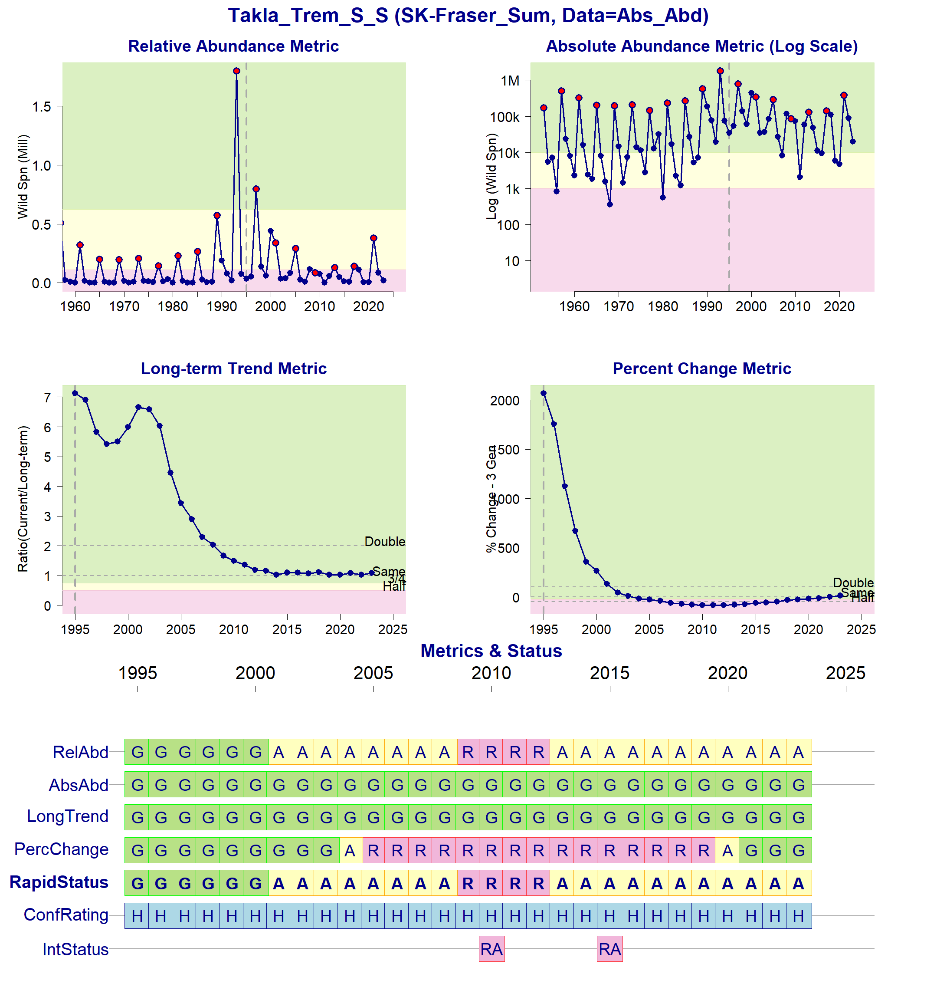 Takla_Trem_S_S (SK-Fraser_Sum, Data=Abs_Abd)
Relative Abundance Metric
Wild Spn (Mill)
1.5
1.0
0.5
0.0
1960 1970 1980 1990 2000 2010 2020
Absolute Abundance Metric (Log Scale)
Log (Wild Spn)
1M
100k
10k
1k
100
10
1960 1970 1980 1990 2000 2010 2020
Long-term Trend Metric
Ratio(Current/Long-term)
7
6
5
4
3
2
1
0
Double
Same
3/4
Half
1995 2000 2005 2010 2015 2020 2025
Percent Change Metric
% Change - 3 Gen
2000
1500
1000
500
0
Double
Same
Half
1995 2000 2005 2010 2015 2020 2025
Metrics & Status
1995 2000 2005 2010 2015 2020 2025
RelAbd G G G G G G A A A A A A A A R R R R A A A A A A A A A A A
AbsAbd G G G G G G G G G G G G G G G G G G G G G G G G G G G G G
LongTrend G G G G G G G G G G G G G G G G G G G G G G G G G G G G G
PercChange G G G G G G G G G A R R R R R R R R R R R R R R R A G G G
RapidStatus G G G G G G A A A A A A A A R R R R A A A A A A A A A A A
ConfRating H H H H H H H H H H H H H H H H H H H H H H H H H H H H H
IntStatus RA RA